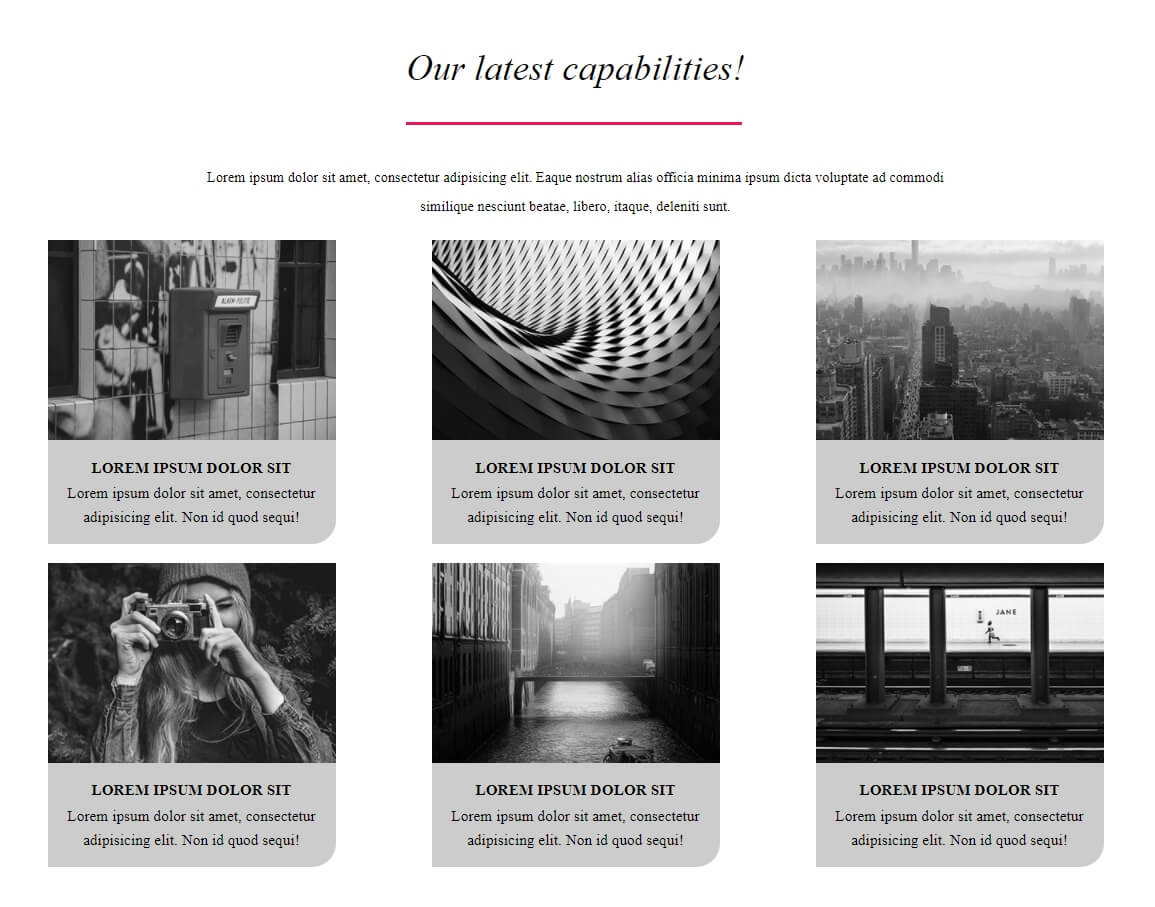 Our latest capabilities!
Lorem ipsum dolor sit amet, consectetur adipisicing elit. Eaque nostrum alias officia minima ipsum dicta voluptate ad commodi
similique nesciunt beatae, libero, itaque, deleniti sunt.
ALARM-POLITIE
LOREM IPSUM DOLOR SIT
Lorem ipsum dolor sit amet, consectetur
adipisicing elit. Non id quod sequi!
LOREM IPSUM DOLOR SIT
Lorem ipsum dolor sit amet, consectetur
adipisicing elit. Non id quod sequi!
LOREM IPSUM DOLOR SIT
Lorem ipsum dolor sit amet, consectetur
adipisicing elit. Non id quod sequi!
JANE
LOREM IPSUM DOLOR SIT
Lorem ipsum dolor sit amet, consectetur
adipisicing elit. Non id quod sequi!
LOREM IPSUM DOLOR SIT
Lorem ipsum dolor sit amet, consectetur
adipisicing elit. Non id quod sequi!
LOREM IPSUM DOLOR SIT
Lorem ipsum dolor sit amet, consectetur
adipisicing elit. Non id quod sequi!